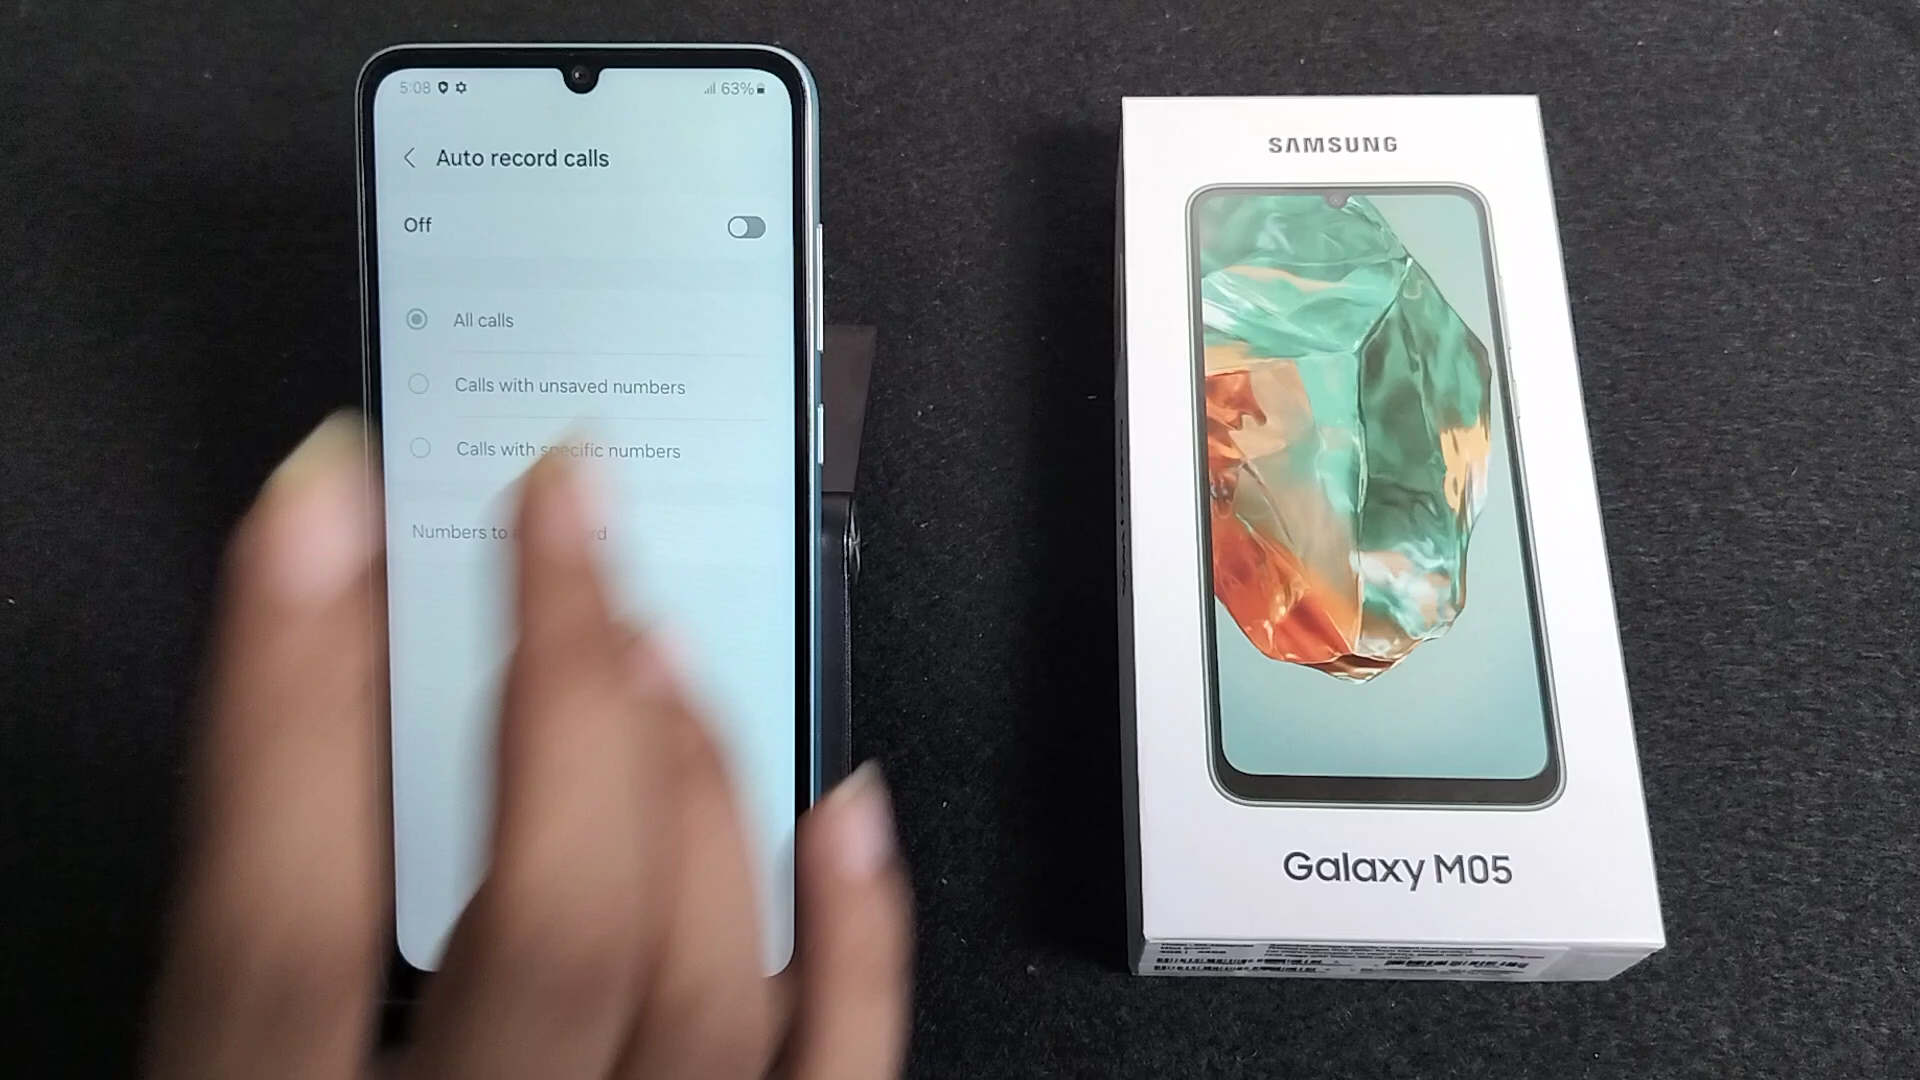 5:08
63%
Auto record calls
Off
All calls
Calls with unsaved numbers
Calls with specific numbers
Numbers to
SAMSUNG
Galaxy M05